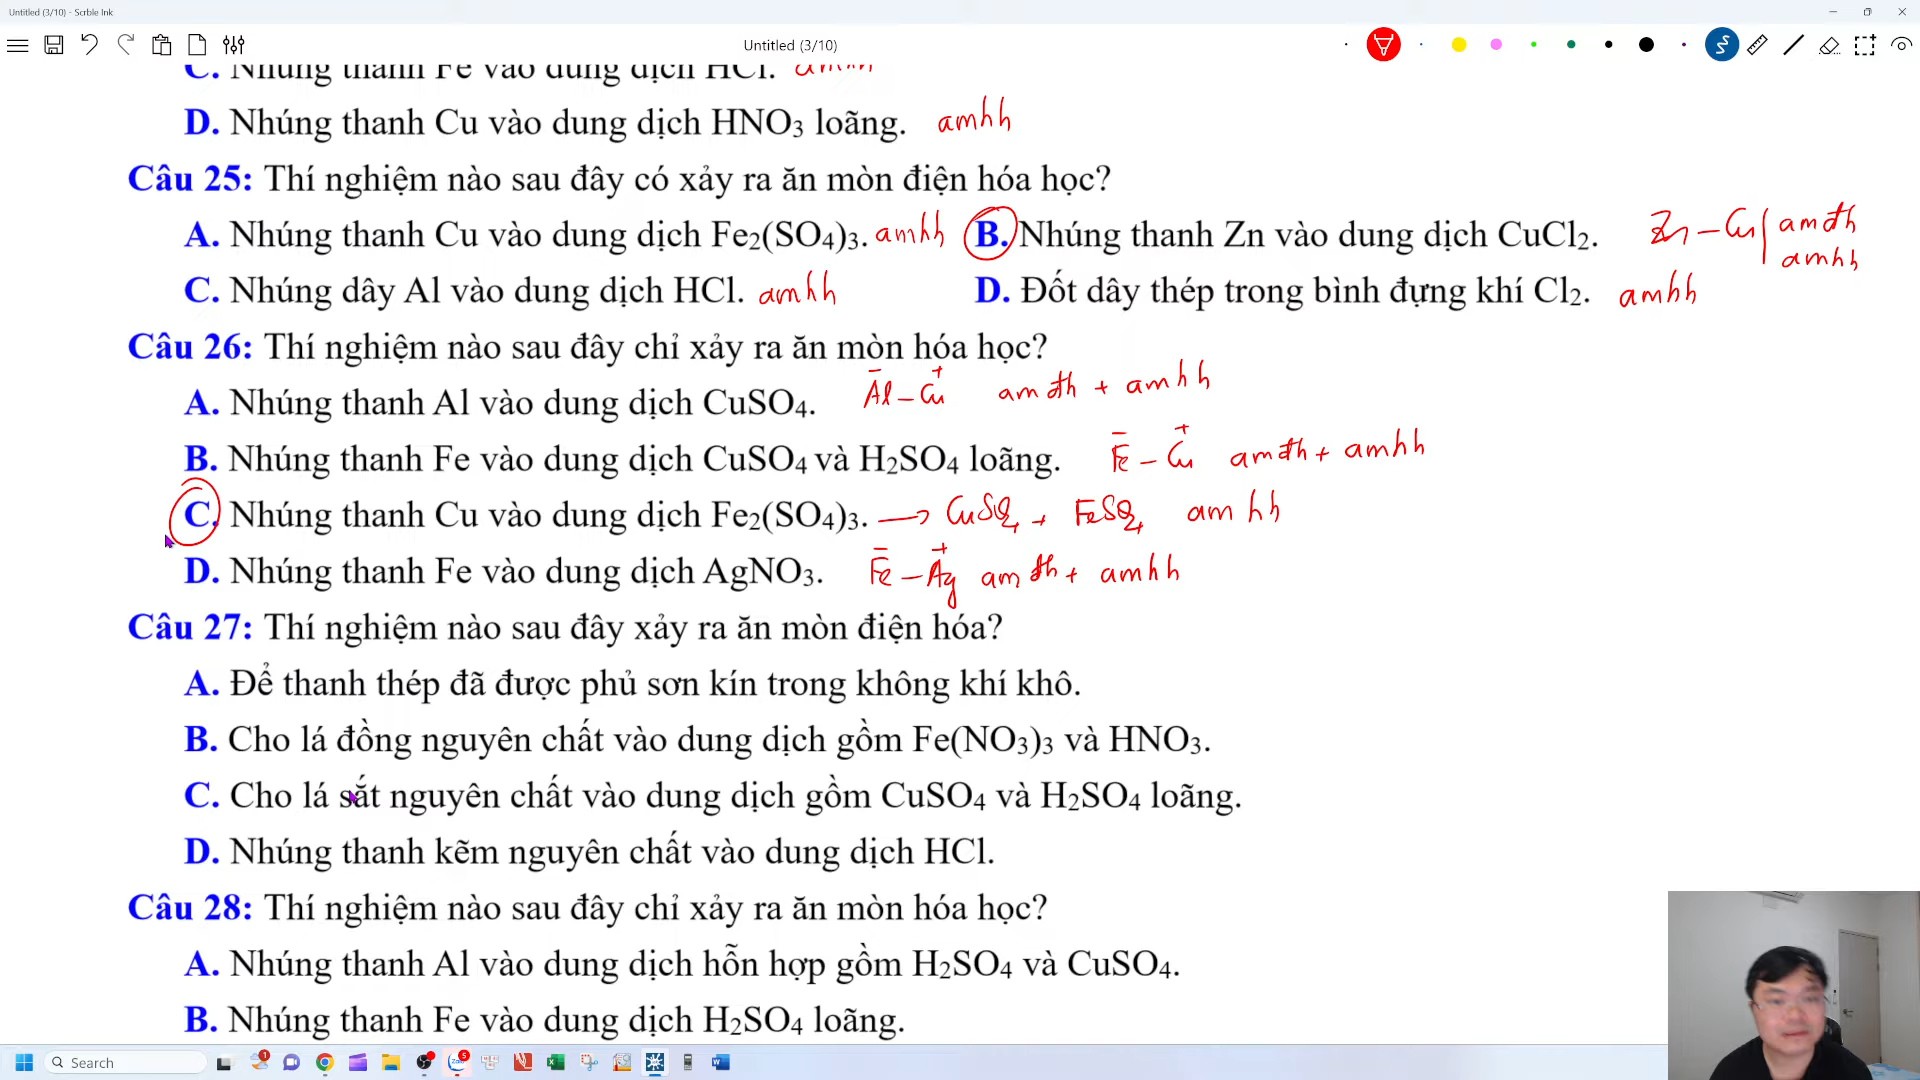 Untitled (3/10) - Scrble Ink
Untitled (3/10)
C. Nhúng thanh Fe vào dung dịch HCl. amhh
D. Nhúng thanh Cu vào dung dịch HNO3 loãng. amhh
Câu 25: Thí nghiệm nào sau đây có xảy ra ăn mòn điện hóa học?
A. Nhúng thanh Cu vào dung dịch Fe2(SO4)3. amhh B. Nhúng thanh Zn vào dung dịch CuCl2. Zn – Cu | amđh
amhh
C. Nhúng dây Al vào dung dịch HCl. amhh D. Đốt dây thép trong bình đựng khí Cl2. amhh
Câu 26: Thí nghiệm nào sau đây chỉ xảy ra ăn mòn hóa học?
A. Nhúng thanh Al vào dung dịch CuSO4. Al – Cu amđh + amhh
B. Nhúng thanh Fe vào dung dịch CuSO4 và H2SO4 loãng. Fe – Cu amđh + amhh
C. Nhúng thanh Cu vào dung dịch Fe2(SO4)3. → CuSO4 + FeSO4 amhh
D. Nhúng thanh Fe vào dung dịch AgNO3. Fe – Ag amđh + amhh
Câu 27: Thí nghiệm nào sau đây xảy ra ăn mòn điện hóa?
A. Để thanh thép đã được phủ sơn kín trong không khí khô.
B. Cho lá đồng nguyên chất vào dung dịch gồm Fe(NO3)3 và HNO3.
C. Cho lá sắt nguyên chất vào dung dịch gồm CuSO4 và H2SO4 loãng.
D. Nhúng thanh kẽm nguyên chất vào dung dịch HCl.
Câu 28: Thí nghiệm nào sau đây chỉ xảy ra ăn mòn hóa học?
A. Nhúng thanh Al vào dung dịch hỗn hợp gồm H2SO4 và CuSO4.
B. Nhúng thanh Fe vào dung dịch H2SO4 loãng.
Search